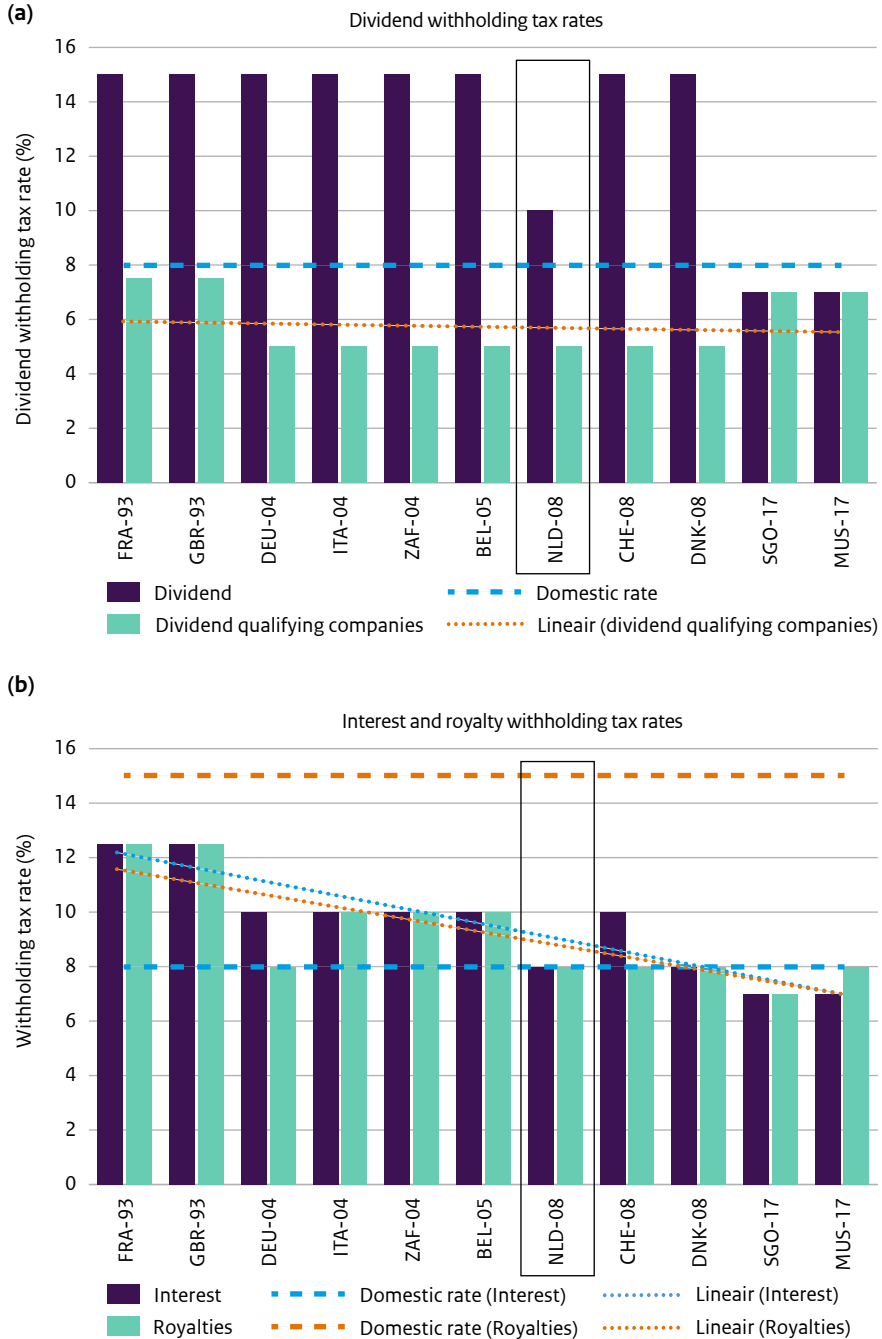 (a)
Dividend withholding tax rates
Dividend withholding tax rate (%)
16
14
12
10
8
6
4
2
0
FRA-93
GBR-93
DEU-04
ITA-04
ZAF-04
BEL-05
NLD-08
CHE-08
DNK-08
SGO-17
MUS-17
Dividend
Domestic rate
Dividend qualifying companies
Lineair (dividend qualifying companies)
(b)
Interest and royalty withholding tax rates
Withholding tax rate (%)
16
14
12
10
8
6
4
2
0
FRA-93
GBR-93
DEU-04
ITA-04
ZAF-04
BEL-05
NLD-08
CHE-08
DNK-08
SGO-17
MUS-17
Interest
Domestic rate (Interest)
Lineair (Interest)
Royalties
Domestic rate (Royalties)
Lineair (Royalties)